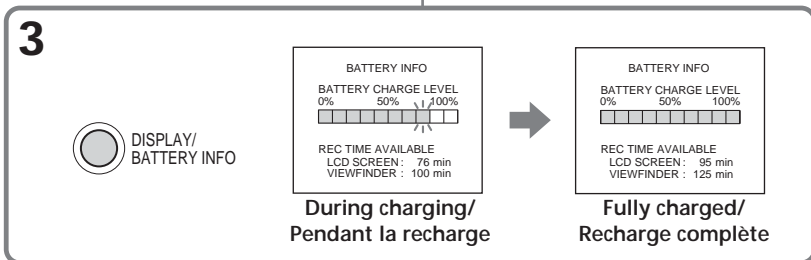 3
DISPLAY/
BATTERY INFO
BATTERY INFO
BATTERY CHARGE LEVEL
0% 50% 100%
REC TIME AVAILABLE
LCD SCREEN : 76 min
VIEWFINDER : 100 min
During charging/
Pendant la recharge
BATTERY INFO
BATTERY CHARGE LEVEL
0% 50% 100%
REC TIME AVAILABLE
LCD SCREEN : 95 min
VIEWFINDER : 125 min
Fully charged/
Recharge complète